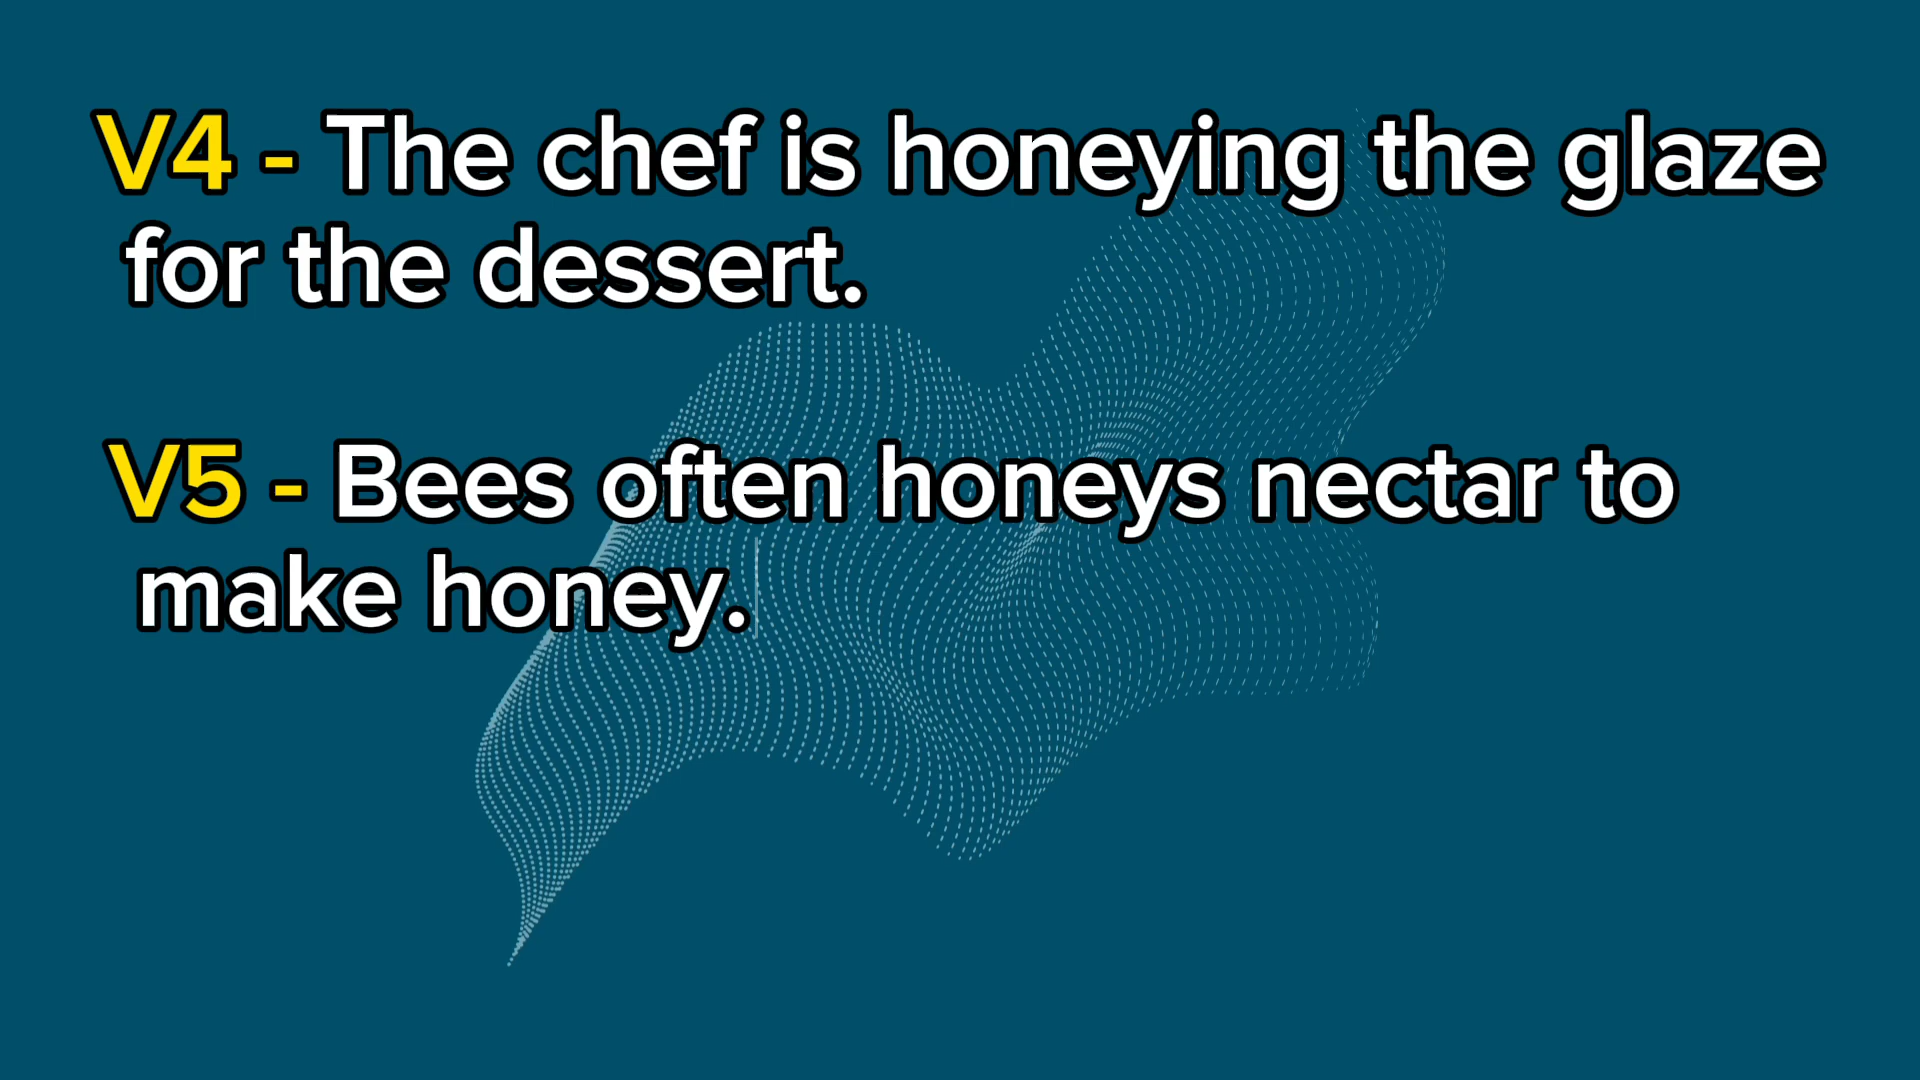 V4 - The chef is honeying the glaze
for the dessert.
V5 - Bees often honeys nectar to
make honey.